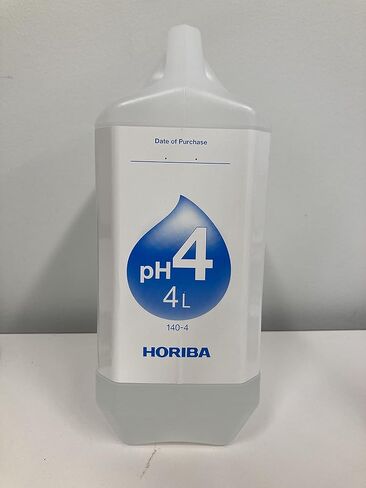 Date of Purchase
. .
pH4
4L
140-4
HORIBA